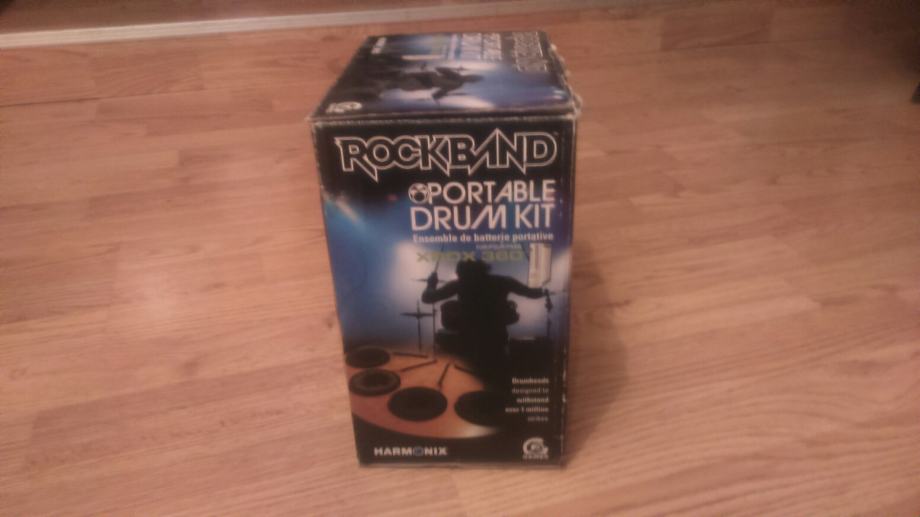 ROCKBAND
PORTABLE
DRUM KIT
Ensemble de batterie portative
XBOX 360
Drumheads
designed to
withstand
over 1 million
strikes
HARMONIX
GAMES